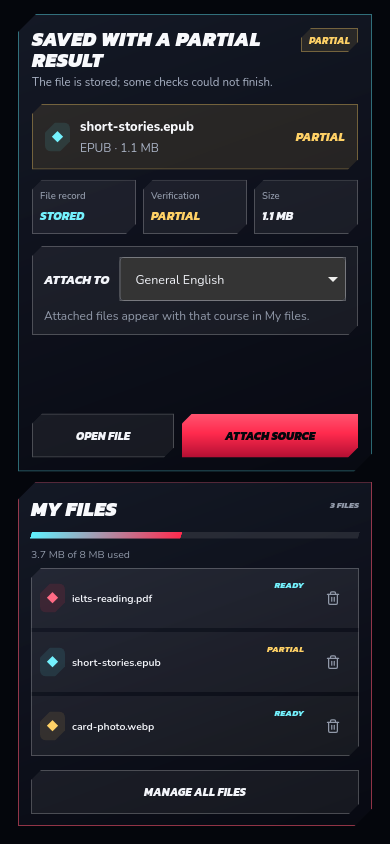 SAVED WITH A PARTIAL
RESULT
PARTIAL
The file is stored; some checks could not finish.
short-stories.epub
EPUB · 1.1 MB
PARTIAL
File record
STORED
Verification
PARTIAL
Size
1.1 MB
ATTACH TO
General English
Attached files appear with that course in My files.
OPEN FILE
ATTACH SOURCE
MY FILES
3 FILES
3.7 MB of 8 MB used
ielts-reading.pdf
READY
short-stories.epub
PARTIAL
card-photo.webp
READY
MANAGE ALL FILES